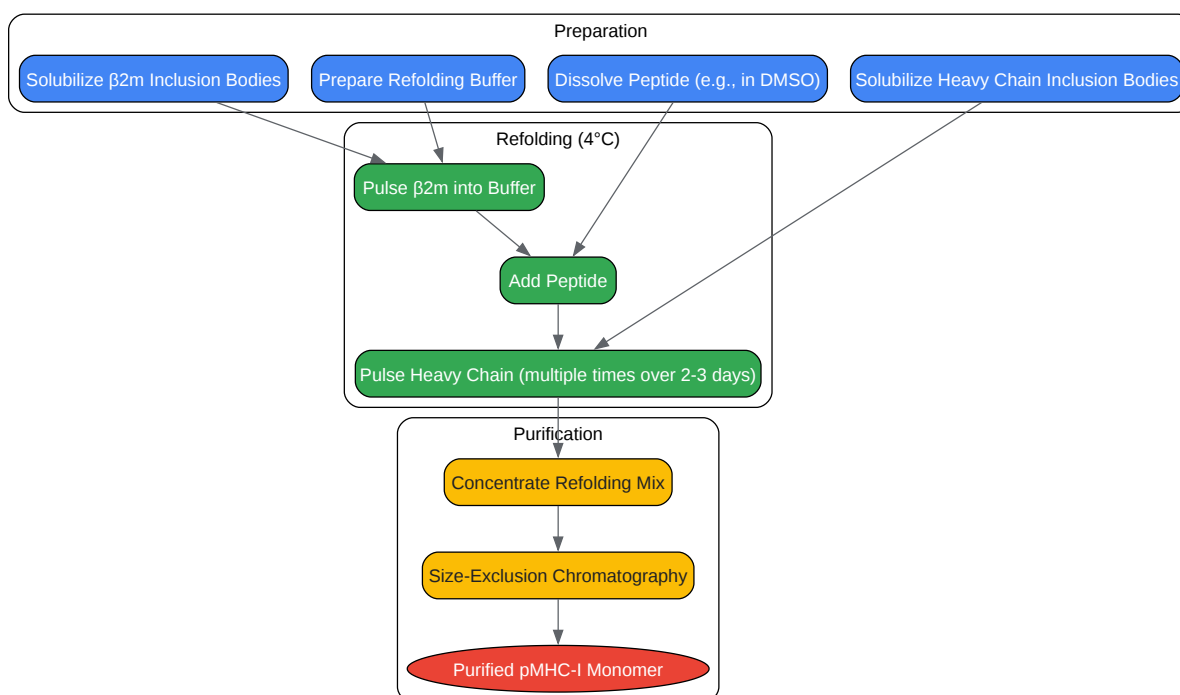 Preparation
Solubilize β2m Inclusion Bodies
Prepare Refolding Buffer
Dissolve Peptide (e.g., in DMSO)
Solubilize Heavy Chain Inclusion Bodies
Refolding (4°C)
Pulse β2m into Buffer
Add Peptide
Pulse Heavy Chain (multiple times over 2-3 days)
Purification
Concentrate Refolding Mix
Size-Exclusion Chromatography
Purified pMHC-I Monomer